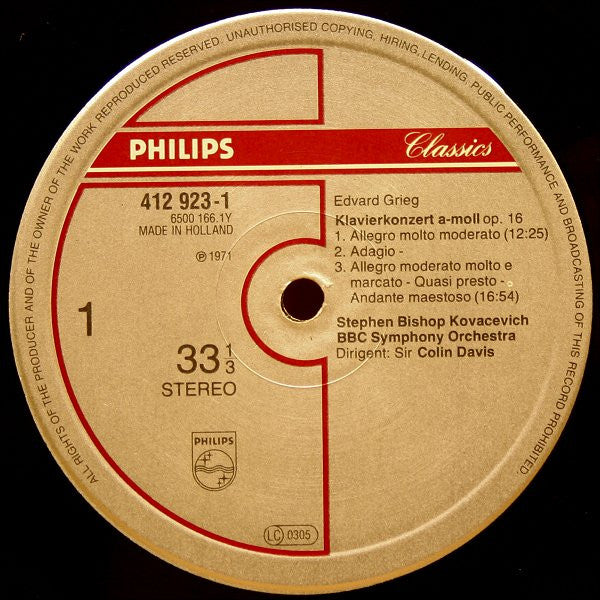 ALL RIGHTS OF THE PRODUCER AND OF THE OWNER OF THE WORK REPRODUCED RESERVED. UNAUTHORISED COPYING, HIRING, LENDING, PUBLIC PERFORMANCE AND BROADCASTING OF THIS RECORD PROHIBITED.
PHILIPS
Classics
412 923-1
6500 166.1Y
MADE IN HOLLAND
℗ 1971
1
33 1/3
STEREO
Edvard Grieg
Klavierkonzert a-moll op. 16
1. Allegro molto moderato (12:25)
2. Adagio -
3. Allegro moderato molto e
marcato - Quasi presto -
Andante maestoso (16:54)
Stephen Bishop Kovacevich
BBC Symphony Orchestra
Dirigent: Sir Colin Davis
PHILIPS
LC 0305